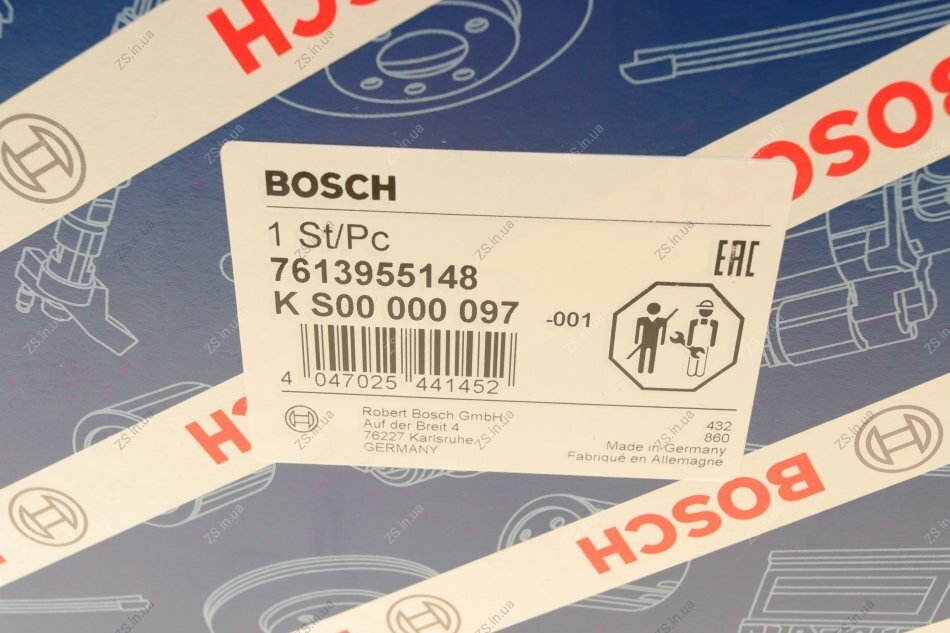 BOSCH
BOSCH
BOSCH
1 St/Pc
7613955148
EAC
K S00 000 097 -001
4 047025 441452
Robert Bosch GmbH
Auf der Breit 4
76227 Karlsruhe
GERMANY
432
860
Made in Germany
Fabriqué en Allemagne
BOSCH
ZS.in.ua